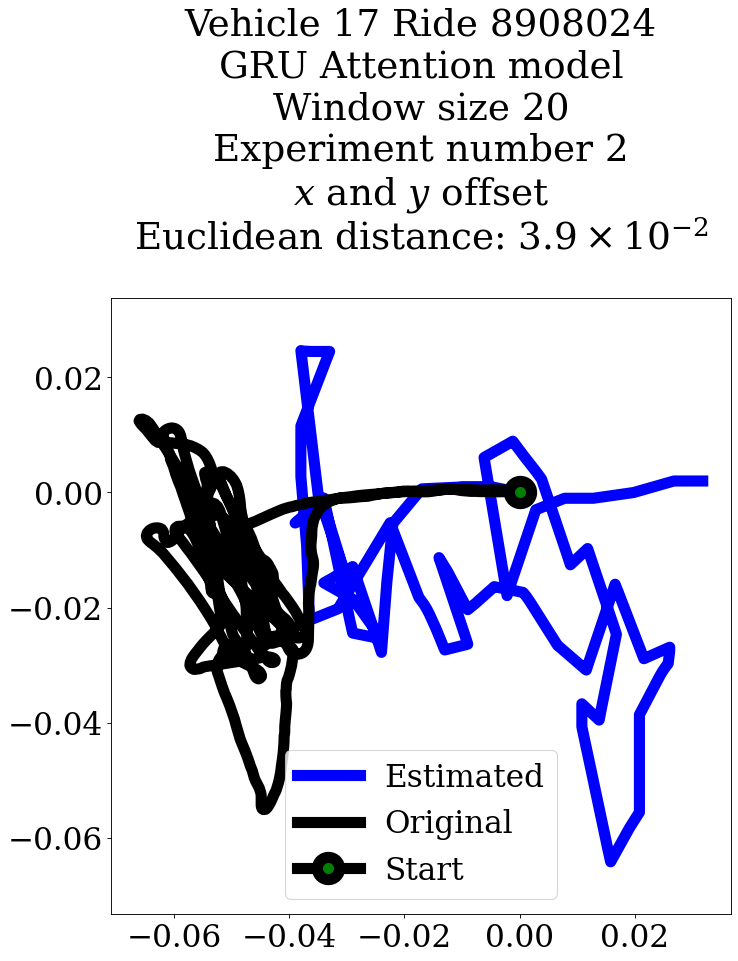 Vehicle 17 Ride 8908024
GRU Attention model
Window size 20
Experiment number 2
x and y offset
Euclidean distance: 3.9 × 10⁻²
0.02
0.00
−0.02
−0.04
−0.06
Estimated
Original
Start
−0.06 −0.04 −0.02 0.00 0.02